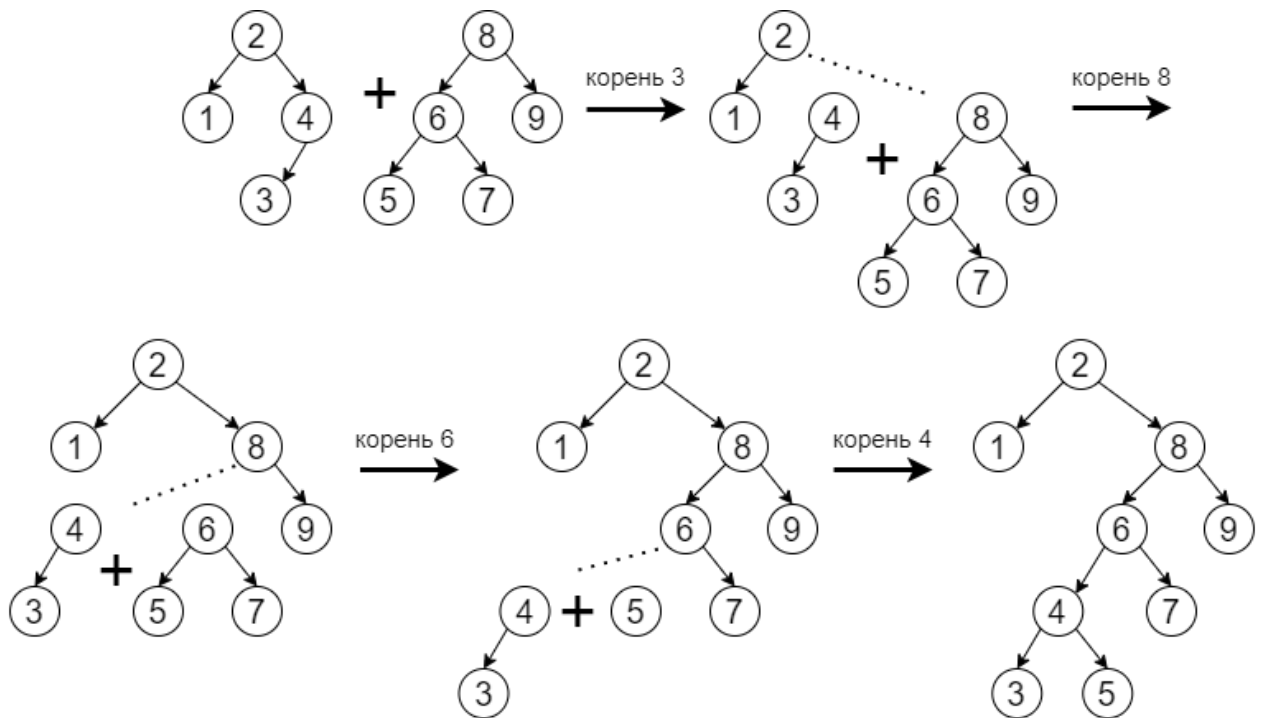 2 8 2
+ корень 3 корень 8
1 4 6 9 1 4 8
+
3 5 7 3 6 9
5 7
2 2 2
1 8 корень 6 1 8 корень 4 1 8
4 6 9 6 9 6 9
+
3 5 7 4 + 5 7 4 7
3 3 5